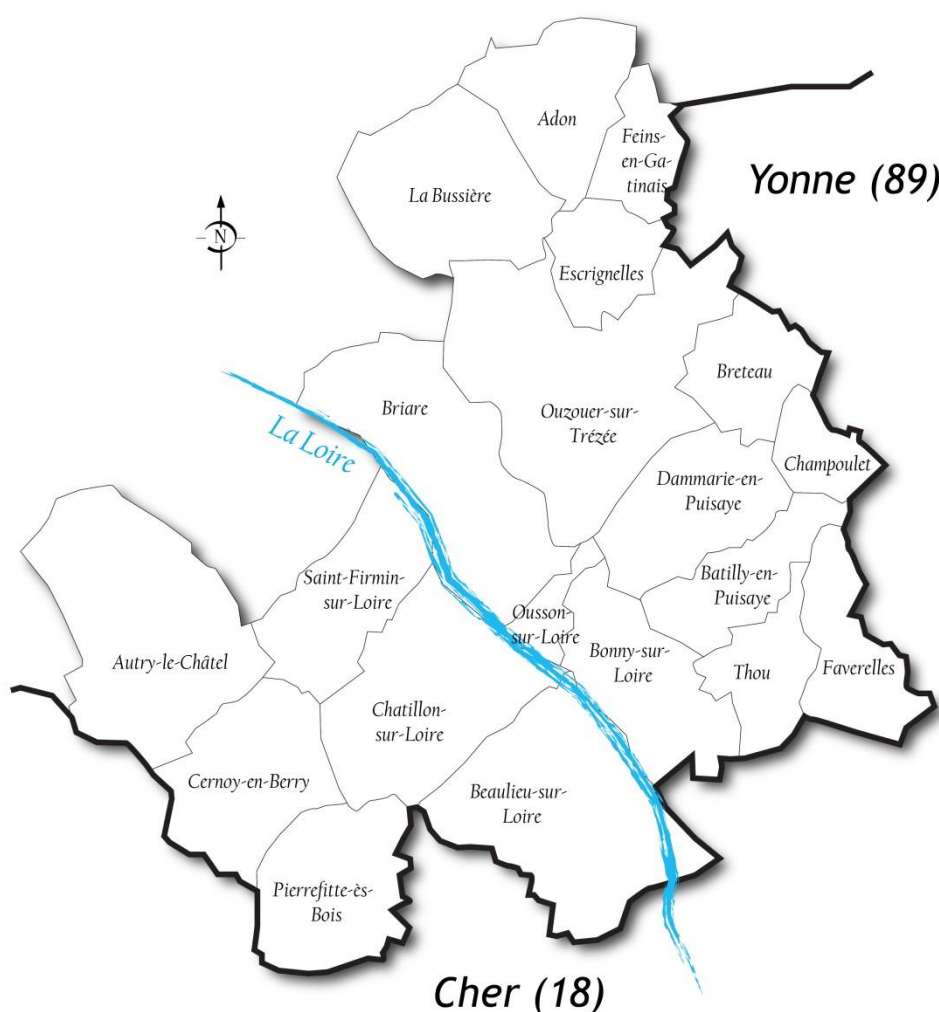 Adon
Feins-
en-Ga-
tinais
Yonne (89)
La Bussière
N
Escrignelles
Breteau
Briare
Ouzouer-sur-
Trézée
La Loire
Champoulet
Dammarie-en-
Puisaye
Saint-Firmin-
sur-Loire
Batilly-en-
Puisaye
Ousson-
sur-Loire
Bonny-sur-
Loire
Autry-le-Châtel
Thou
Faverelles
Chatillon-
sur-Loire
Cernoy-en-Berry
Beaulieu-sur-
Loire
Pierrefitte-ès-
Bois
Cher (18)